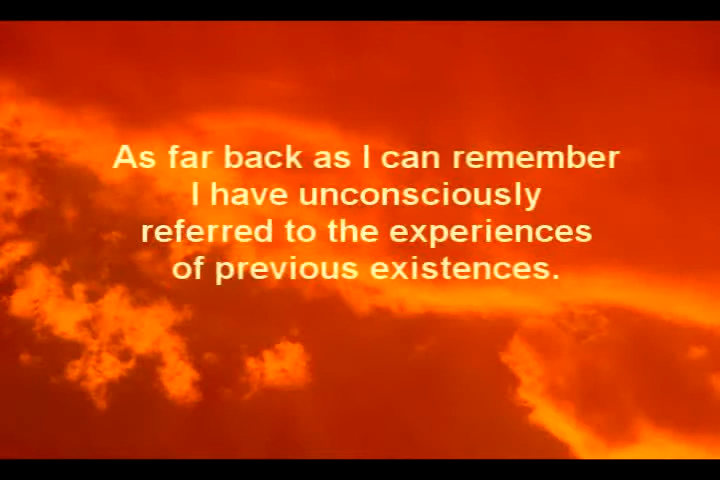 As far back as I can remember
I have unconsciously
referred to the experiences
of previous existences.